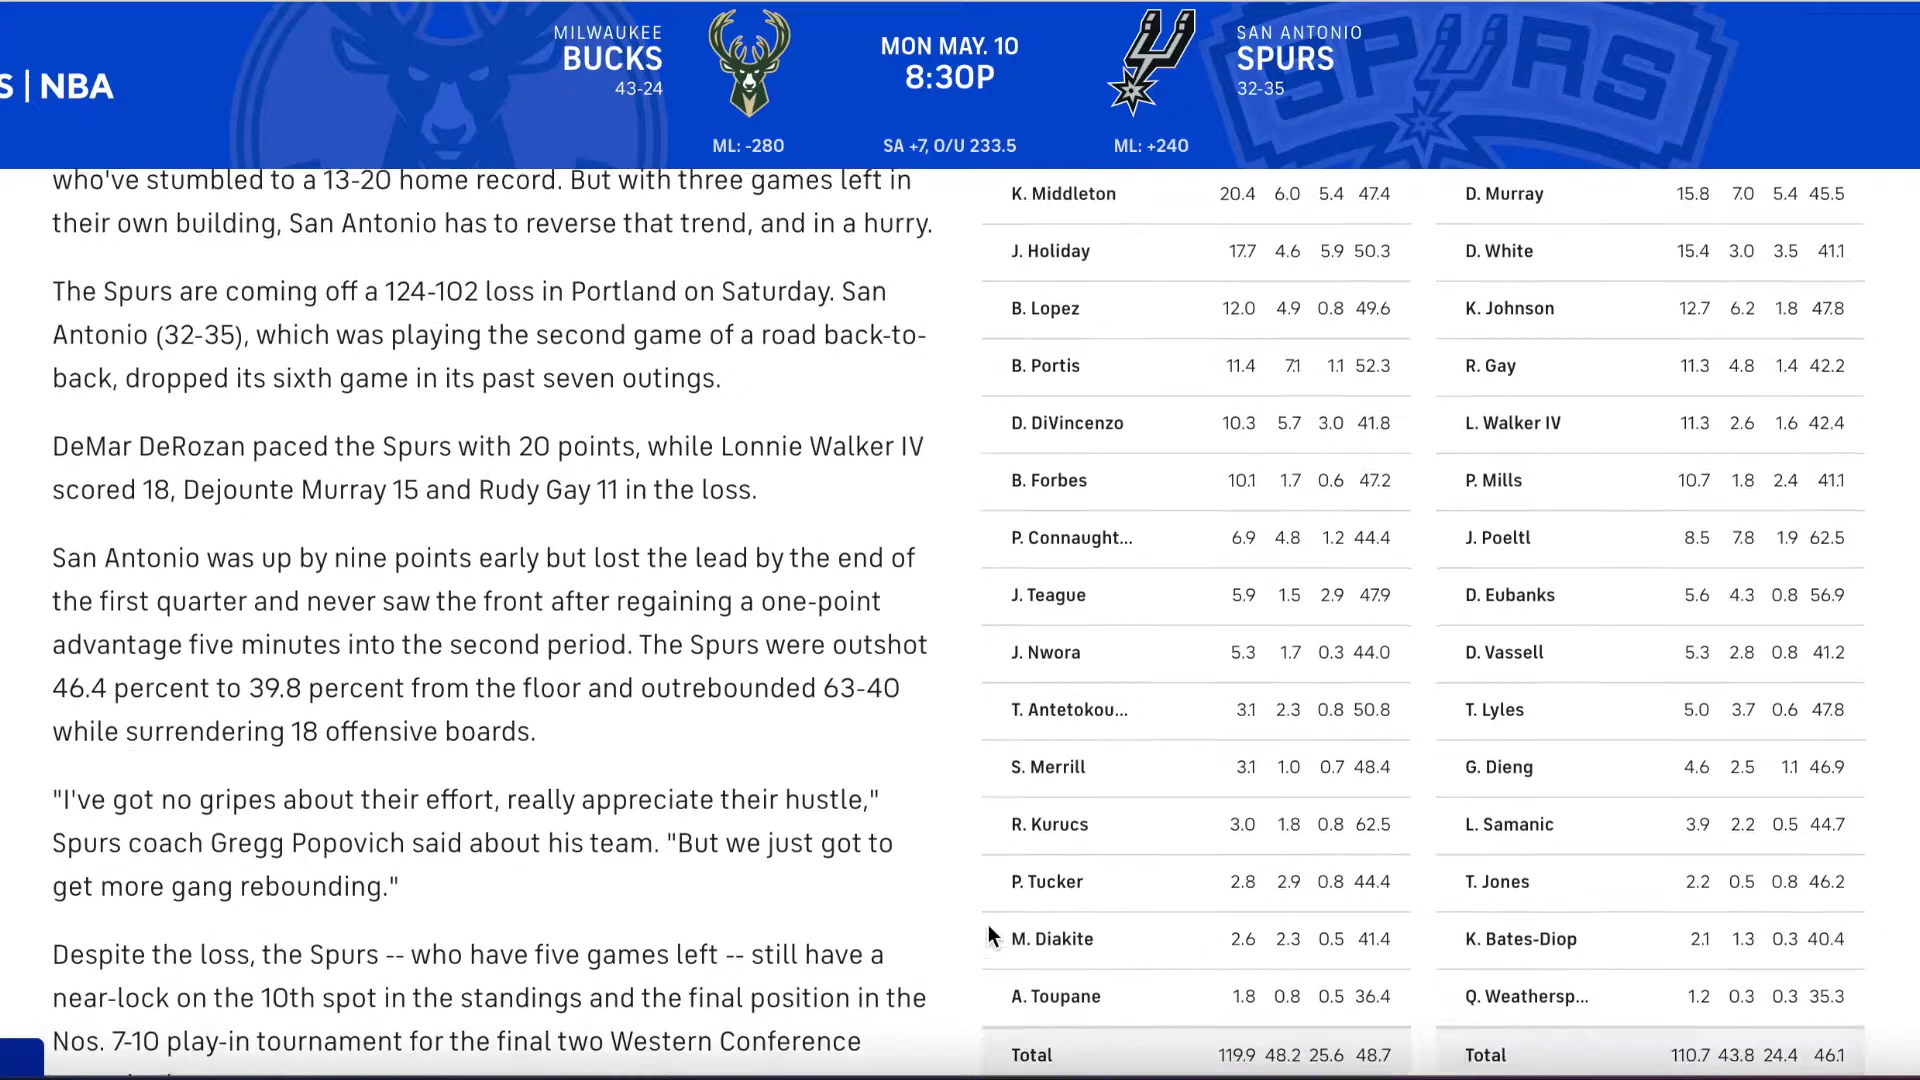 S | NBA
MILWAUKEE
BUCKS
43-24
ML: -280
MON MAY. 10
8:30P
SA +7, O/U 233.5
SAN ANTONIO
SPURS
32-35
ML: +240
SPURS
who've stumbled to a 13-20 home record. But with three games left in
their own building, San Antonio has to reverse that trend, and in a hurry.
The Spurs are coming off a 124-102 loss in Portland on Saturday. San
Antonio (32-35), which was playing the second game of a road back-to-
back, dropped its sixth game in its past seven outings.
DeMar DeRozan paced the Spurs with 20 points, while Lonnie Walker IV
scored 18, Dejounte Murray 15 and Rudy Gay 11 in the loss.
San Antonio was up by nine points early but lost the lead by the end of
the first quarter and never saw the front after regaining a one-point
advantage five minutes into the second period. The Spurs were outshot
46.4 percent to 39.8 percent from the floor and outrebounded 63-40
while surrendering 18 offensive boards.
"I've got no gripes about their effort, really appreciate their hustle,"
Spurs coach Gregg Popovich said about his team. "But we just got to
get more gang rebounding."
Despite the loss, the Spurs -- who have five games left -- still have a
near-lock on the 10th spot in the standings and the final position in the
Nos. 7-10 play-in tournament for the final two Western Conference
K. Middleton 20.4 6.0 5.4 47.4
J. Holiday 17.7 4.6 5.9 50.3
B. Lopez 12.0 4.9 0.8 49.6
B. Portis 11.4 7.1 1.1 52.3
D. DiVincenzo 10.3 5.7 3.0 41.8
B. Forbes 10.1 1.7 0.6 47.2
P. Connaught... 6.9 4.8 1.2 44.4
J. Teague 5.9 1.5 2.9 47.9
J. Nwora 5.3 1.7 0.3 44.0
T. Antetokou... 3.1 2.3 0.8 50.8
S. Merrill 3.1 1.0 0.7 48.4
R. Kurucs 3.0 1.8 0.8 62.5
P. Tucker 2.8 2.9 0.8 44.4
M. Diakite 2.6 2.3 0.5 41.4
A. Toupane 1.8 0.8 0.5 36.4
Total 119.9 48.2 25.6 48.7
D. Murray 15.8 7.0 5.4 45.5
D. White 15.4 3.0 3.5 41.1
K. Johnson 12.7 6.2 1.8 47.8
R. Gay 11.3 4.8 1.4 42.2
L. Walker IV 11.3 2.6 1.6 42.4
P. Mills 10.7 1.8 2.4 41.1
J. Poeltl 8.5 7.8 1.9 62.5
D. Eubanks 5.6 4.3 0.8 56.9
D. Vassell 5.3 2.8 0.8 41.2
T. Lyles 5.0 3.7 0.6 47.8
G. Dieng 4.6 2.5 1.1 46.9
L. Samanic 3.9 2.2 0.5 44.7
T. Jones 2.2 0.5 0.8 46.2
K. Bates-Diop 2.1 1.3 0.3 40.4
Q. Weathersp... 1.2 0.3 0.3 35.3
Total 110.7 43.8 24.4 46.1